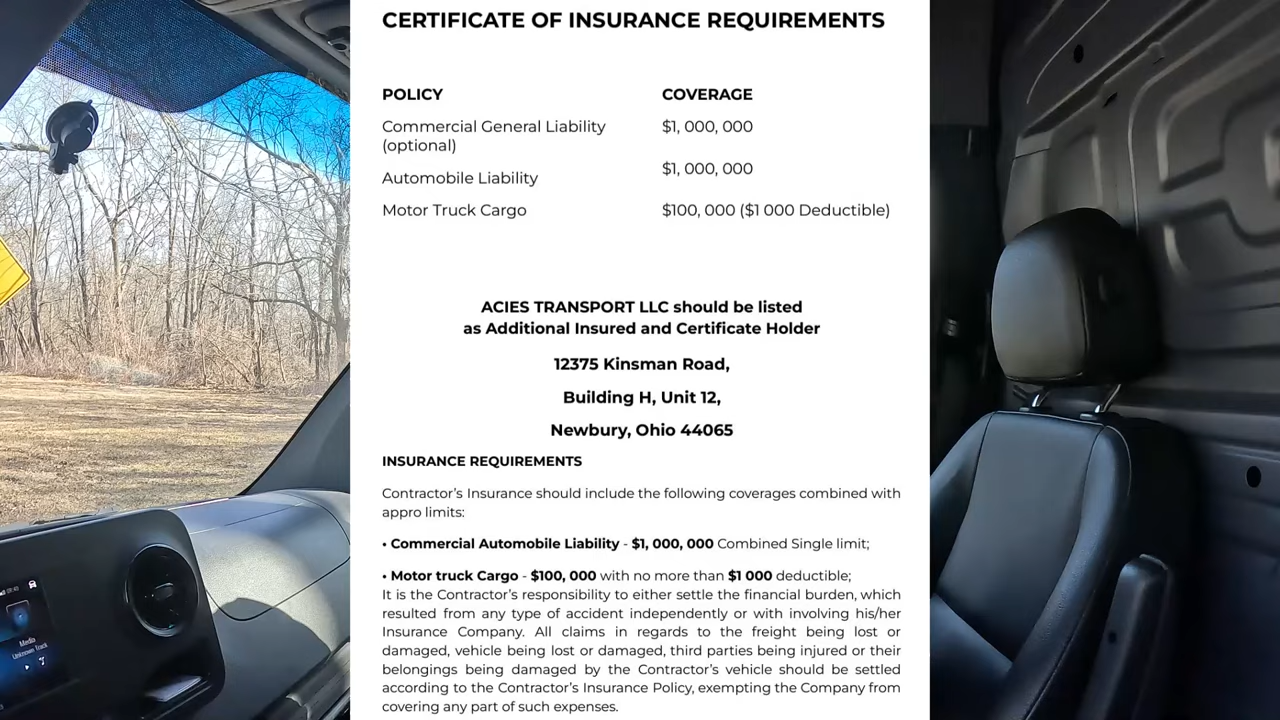 CERTIFICATE OF INSURANCE REQUIREMENTS
POLICY COVERAGE
Commercial General Liability $1, 000, 000
(optional)
Automobile Liability $1, 000, 000
Motor Truck Cargo $100, 000 ($1 000 Deductible)
ACIES TRANSPORT LLC should be listed
as Additional Insured and Certificate Holder
12375 Kinsman Road,
Building H, Unit 12,
Newbury, Ohio 44065
INSURANCE REQUIREMENTS
Contractor's Insurance should include the following coverages combined with
appro limits:
• Commercial Automobile Liability - $1, 000, 000 Combined Single limit;
• Motor truck Cargo - $100, 000 with no more than $1 000 deductible;
It is the Contractor's responsibility to either settle the financial burden, which
resulted from any type of accident independently or with involving his/her
Insurance Company. All claims in regards to the freight being lost or
damaged, vehicle being lost or damaged, third parties being injured or their
belongings being damaged by the Contractor's vehicle should be settled
according to the Contractor's Insurance Policy, exempting the Company from
covering any part of such expenses.
Media
Unknown Track